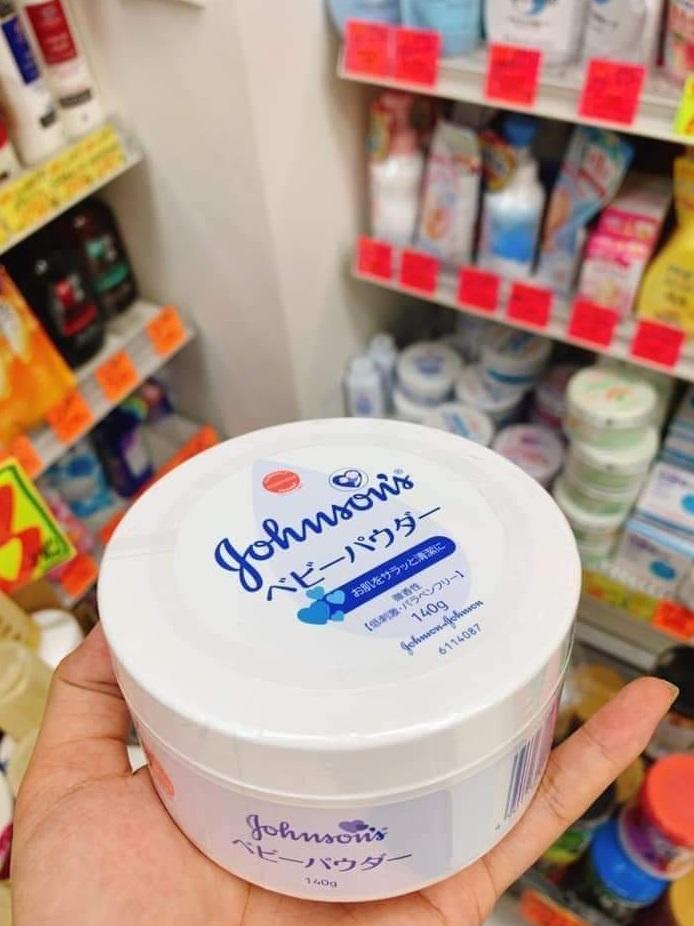 Johnson's®
ベビーパウダー
お肌をサラッと清潔に
微香性
【低刺激・パラベンフリー】
140g
Johnson & Johnson
6114087
Johnson's
ベビーパウダー
140g